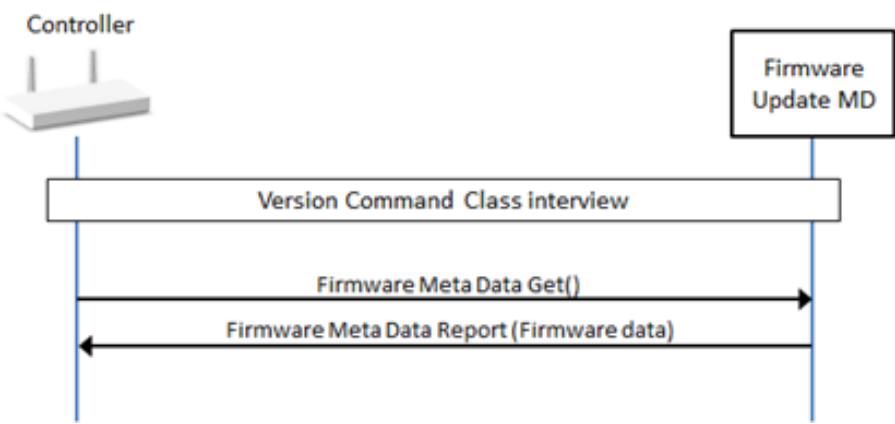 Controller
Firmware
Update MD
Version Command Class interview
Firmware Meta Data Get()
Firmware Meta Data Report (Firmware data)